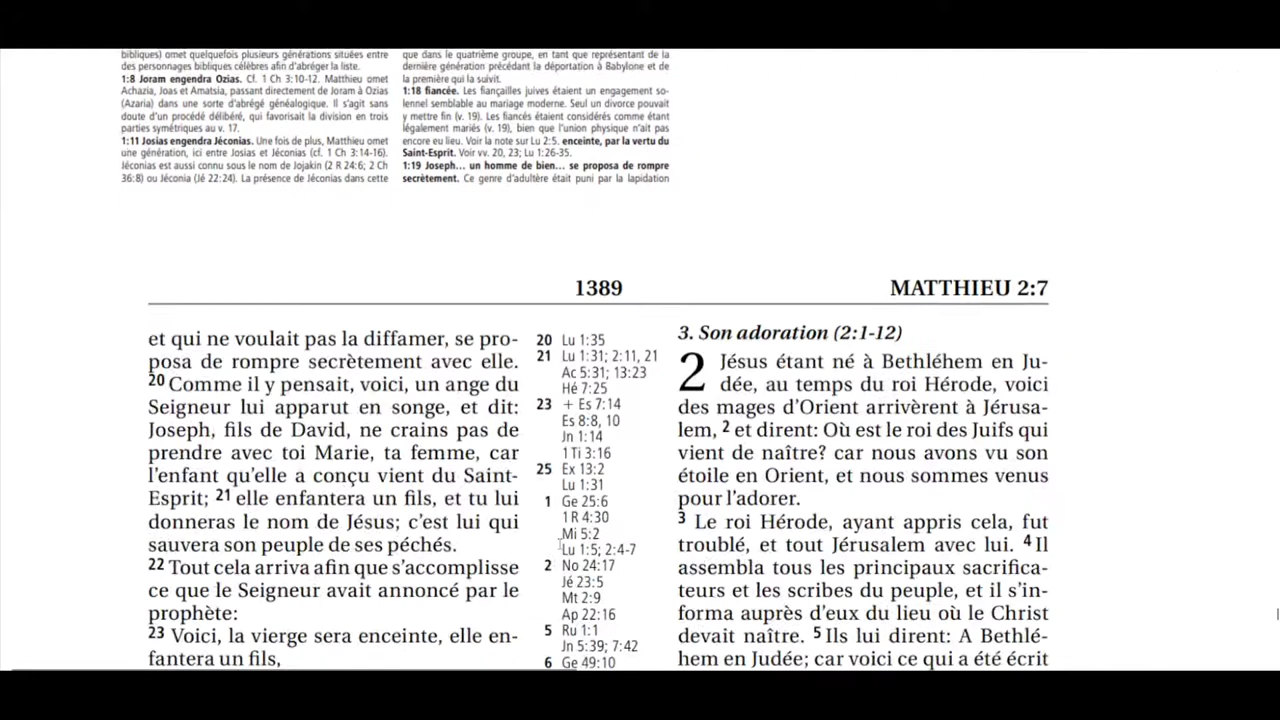 bibliques) omet quelquefois plusieurs générations situées entre
des personnages bibliques célèbres afin d'abréger la liste.
1:8 Joram engendra Ozias. Cf. 1 Ch 3:10-12. Matthieu omet
Achazia, Joas et Amatsia, passant directement de Joram à Ozias
(Azaria) dans une sorte d'abrégé généalogique. Il s'agit sans
doute d'un procédé délibéré, qui favorisait la division en trois
parties symétriques au v. 17.
1:11 Josias engendra Jéconias. Une fois de plus, Matthieu omet
une génération, ici entre Josias et Jéconias (cf. 1 Ch 3:14-16).
Jéconias est aussi connu sous le nom de Jojakin (2 R 24:6; 2 Ch
36:8) ou Jéconia (Jé 22:24). La présence de Jéconias dans cette
que dans le quatrième groupe, en tant que représentant de la
dernière génération précédant la déportation à Babylone et de
la première qui la suivit.
1:18 fiancée. Les fiançailles juives étaient un engagement so-
lennel semblable au mariage moderne. Seul un divorce pouvait
y mettre fin (v. 19). Les fiancés étaient considérés comme étant
légalement mariés (v. 19), bien que l'union physique n'ait pas
encore eu lieu. Voir la note sur Lu 2:5. enceinte, par la vertu du
Saint-Esprit. Voir vv. 20, 23; Lu 1:26-35.
1:19 Joseph… un homme de bien… se proposa de rompre
secrètement. Ce genre d'adultère était puni par la lapidation
1389
MATTHIEU 2:7
et qui ne voulait pas la diffamer, se pro-
posa de rompre secrètement avec elle.
20 Comme il y pensait, voici, un ange du
Seigneur lui apparut en songe, et dit:
Joseph, fils de David, ne crains pas de
prendre avec toi Marie, ta femme, car
l'enfant qu'elle a conçu vient du Saint-
Esprit; 21 elle enfantera un fils, et tu lui
donneras le nom de Jésus; c'est lui qui
sauvera son peuple de ses péchés.
22 Tout cela arriva afin que s'accomplisse
ce que le Seigneur avait annoncé par le
prophète:
23 Voici, la vierge sera enceinte, elle en-
fantera un fils,
20 Lu 1:35
21 Lu 1:31; 2:11, 21
Ac 5:31; 13:23
Hé 7:25
23 + Es 7:14
Es 8:8, 10
Jn 1:14
1 Ti 3:16
25 Ex 13:2
Lu 1:31
1 Ge 25:6
1 R 4:30
Mi 5:2
Lu 1:5; 2:4-7
2 No 24:17
Jé 23:5
Mt 2:9
Ap 22:16
5 Ru 1:1
Jn 5:39; 7:42
6 Ge 49:10
3. Son adoration (2:1-12)
2 Jésus étant né à Bethléhem en Ju-
dée, au temps du roi Hérode, voici
des mages d'Orient arrivèrent à Jérusa-
lem, 2 et dirent: Où est le roi des Juifs qui
vient de naître? car nous avons vu son
étoile en Orient, et nous sommes venus
pour l'adorer.
3 Le roi Hérode, ayant appris cela, fut
troublé, et tout Jérusalem avec lui. 4 Il
assembla tous les principaux sacrifica-
teurs et les scribes du peuple, et il s'in-
forma auprès d'eux du lieu où le Christ
devait naître. 5 Ils lui dirent: A Bethlé-
hem en Judée; car voici ce qui a été écrit